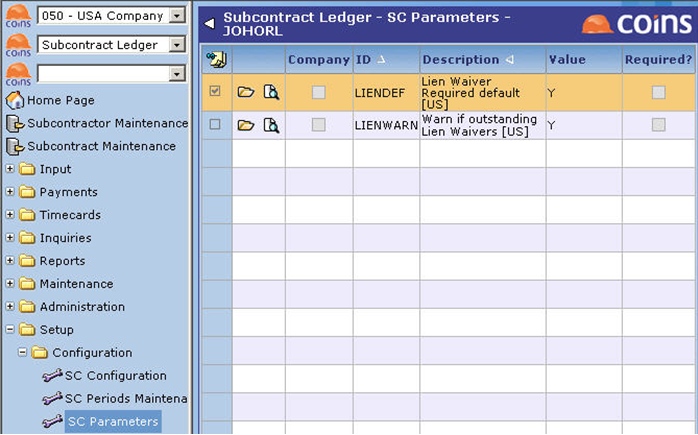 coins
050 - USA Company
coins
Subcontract Ledger
coins
Home Page
Subcontractor Maintenance
Subcontract Maintenance
Input
Payments
Timecards
Inquiries
Reports
Maintenance
Administration
Setup
Configuration
SC Configuration
SC Periods Maintena
SC Parameters
Subcontract Ledger - SC Parameters -
JOHORL
coins
Company ID Description Value Required?
LIENDEF
Lien Waiver
Required default
[US]
Y
LIENWARN
Warn if outstanding
Lien Waivers [US]
Y